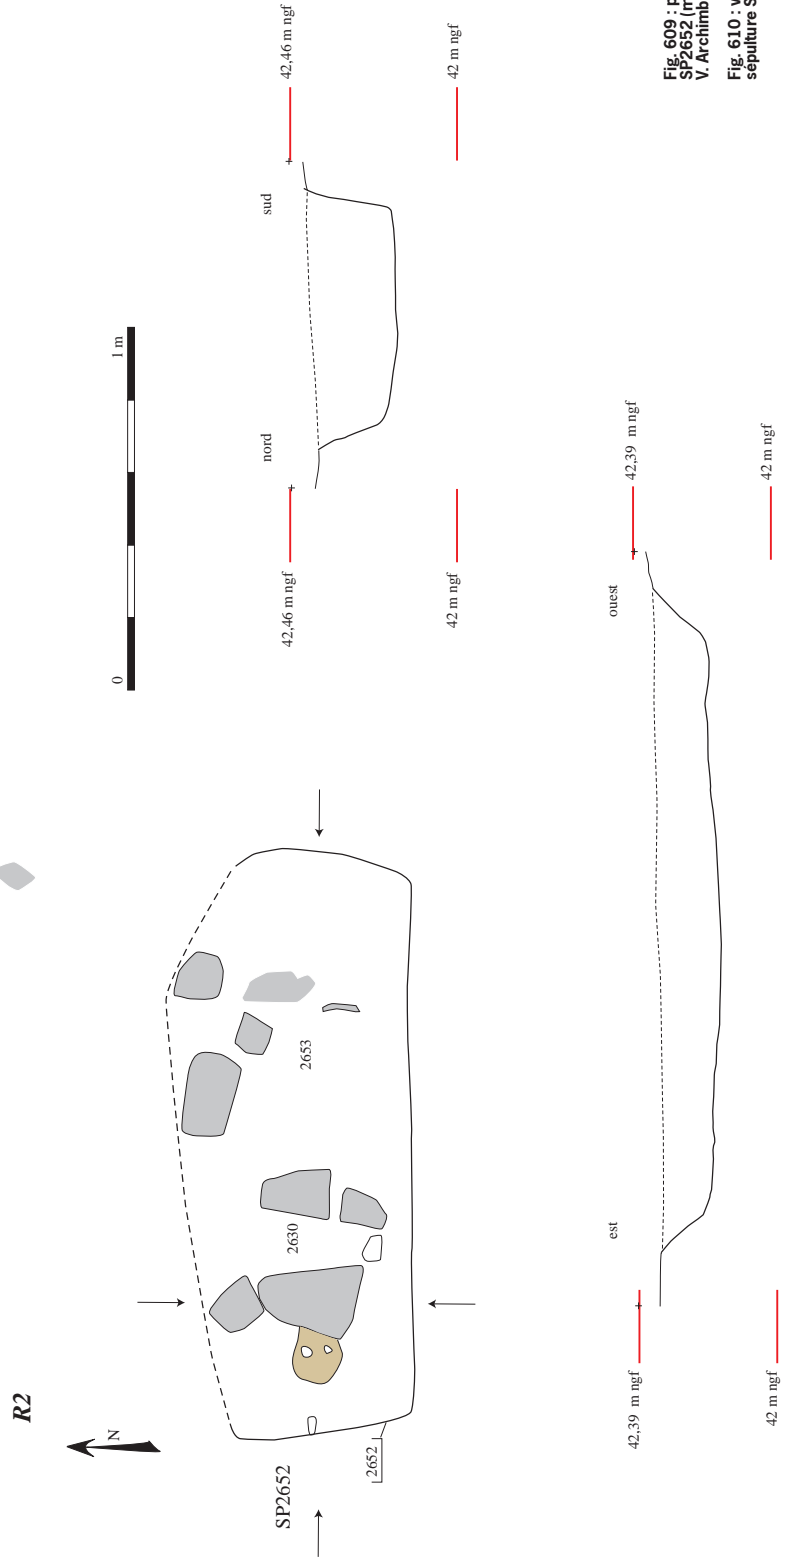 R2
N
SP2652
2652
2630
2653
0
1 m
nord
sud
42,46 m ngf
42,46 m ngf
42 m ngf
42 m ngf
est
ouest
42,39 m ngf
42,39 m ngf
42 m ngf
42 m ngf
Fig. 609 : p
SP2652 (m
V. Archimb
Fig. 610 : v
sépulture S